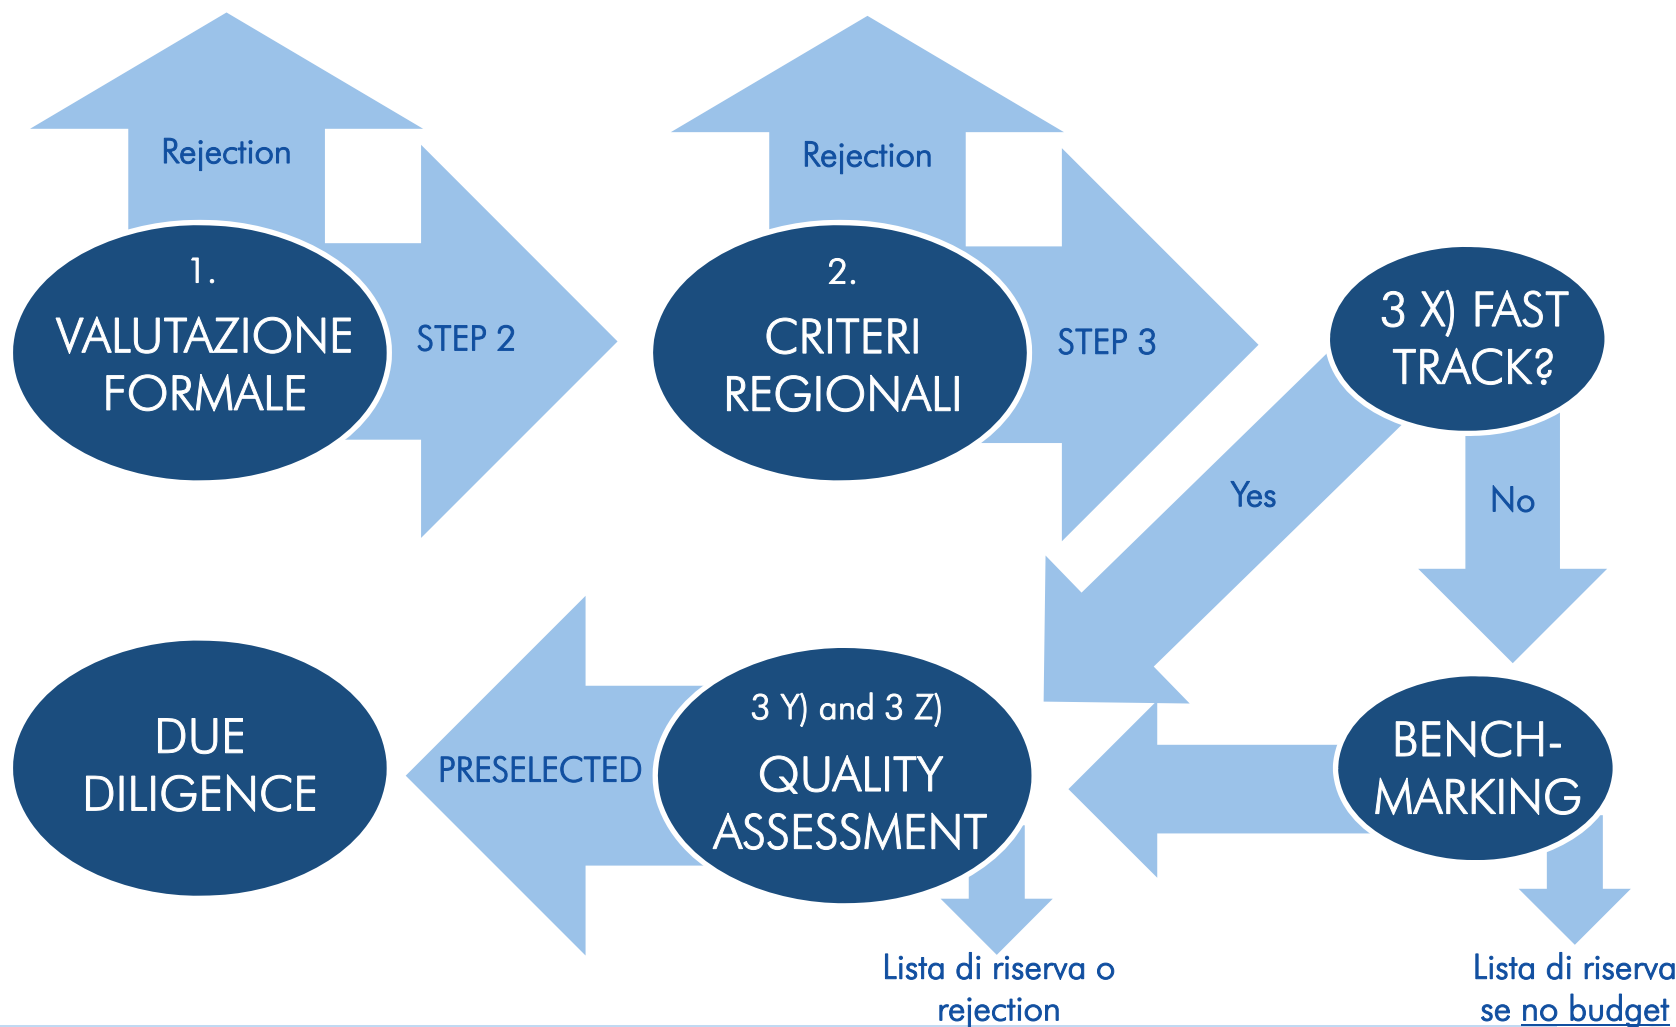 Rejection
Rejection
1.
VALUTAZIONE
FORMALE
STEP 2
2.
CRITERI
REGIONALI
STEP 3
3 X) FAST
TRACK?
Yes
No
DUE
DILIGENCE
PRESELECTED
3 Y) and 3 Z)
QUALITY
ASSESSMENT
BENCH-
MARKING
Lista di riserva o
rejection
Lista di riserva
se no budget